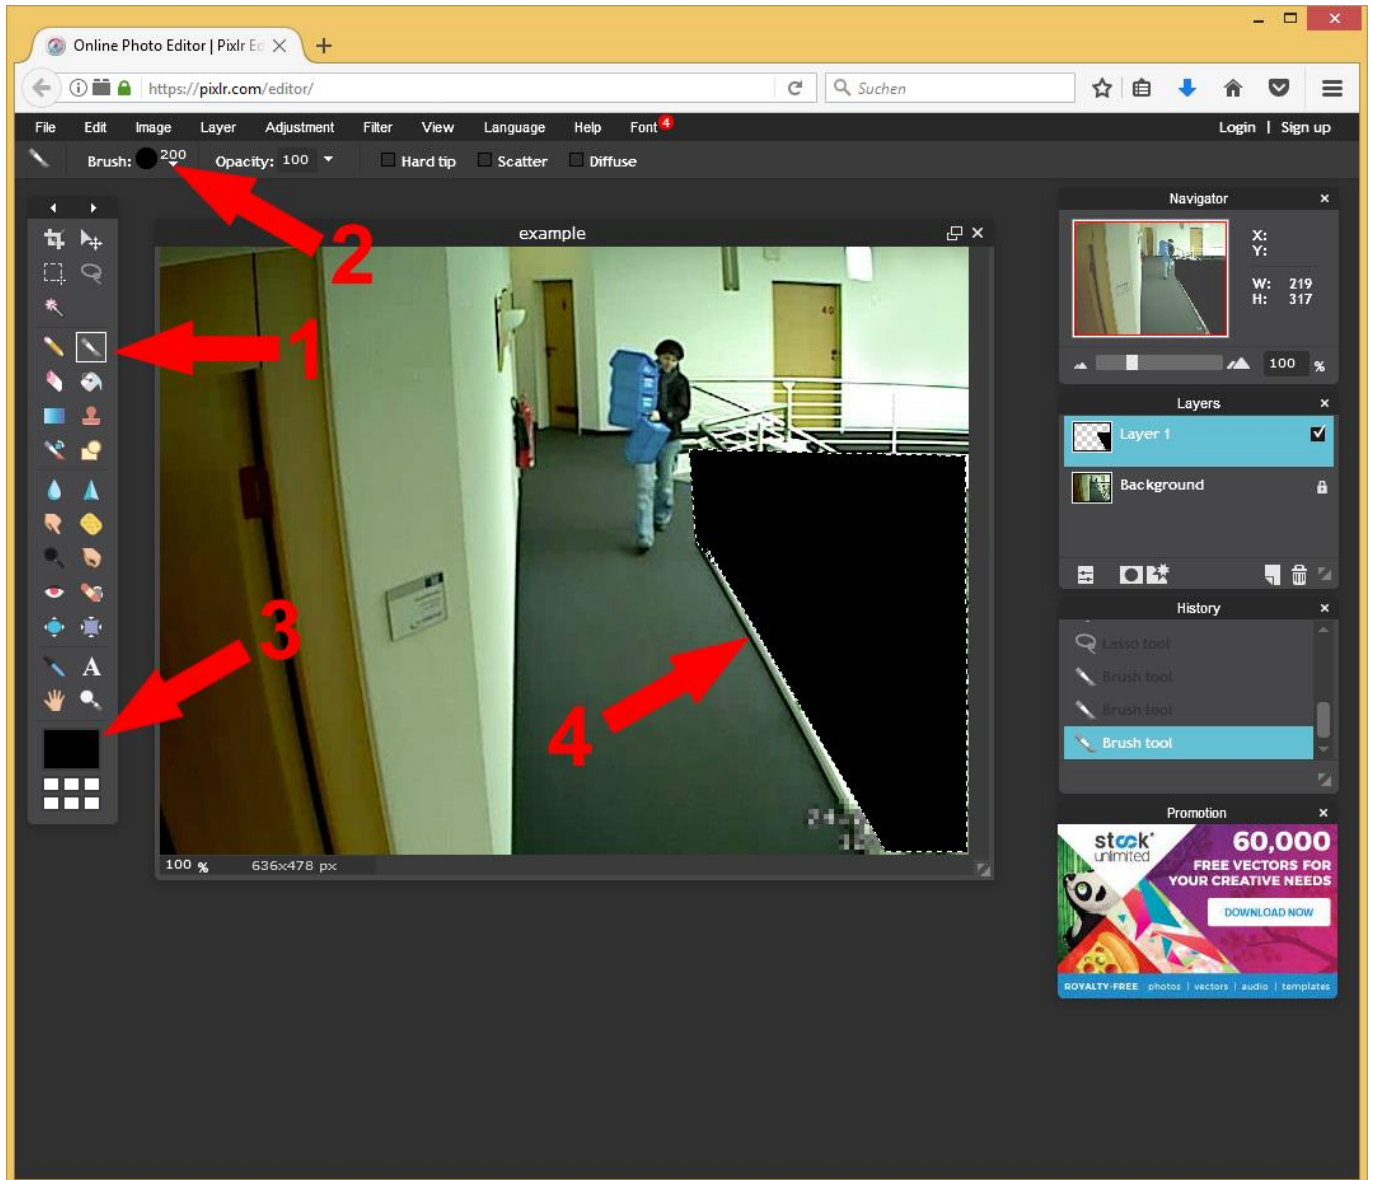 Online Photo Editor | Pixlr Ed
https://pixlr.com/editor/
Suchen
File Edit Image Layer Adjustment Filter View Language Help Font 4 Login | Sign up
Brush: 200 Opacity: 100 Hard tip Scatter Diffuse
2
1
3
4
example
40
100 % 636x478 px
A
Navigator
X:
Y:
W: 219
H: 317
100 %
Layers
Layer 1
Background
History
Lasso tool
Brush tool
Brush tool
Brush tool
Promotion
stock
unlimited
60,000
FREE VECTORS FOR
YOUR CREATIVE NEEDS
DOWNLOAD NOW
ROYALTY-FREE photos | vectors | audio | templates